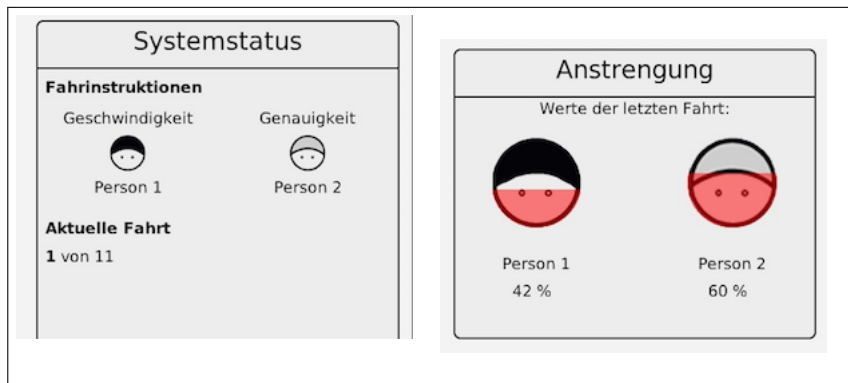 Systemstatus
Fahrinstruktionen
Geschwindigkeit Genauigkeit
Person 1 Person 2
Aktuelle Fahrt
1 von 11
Anstrengung
Werte der letzten Fahrt:
Person 1 Person 2
42 % 60 %